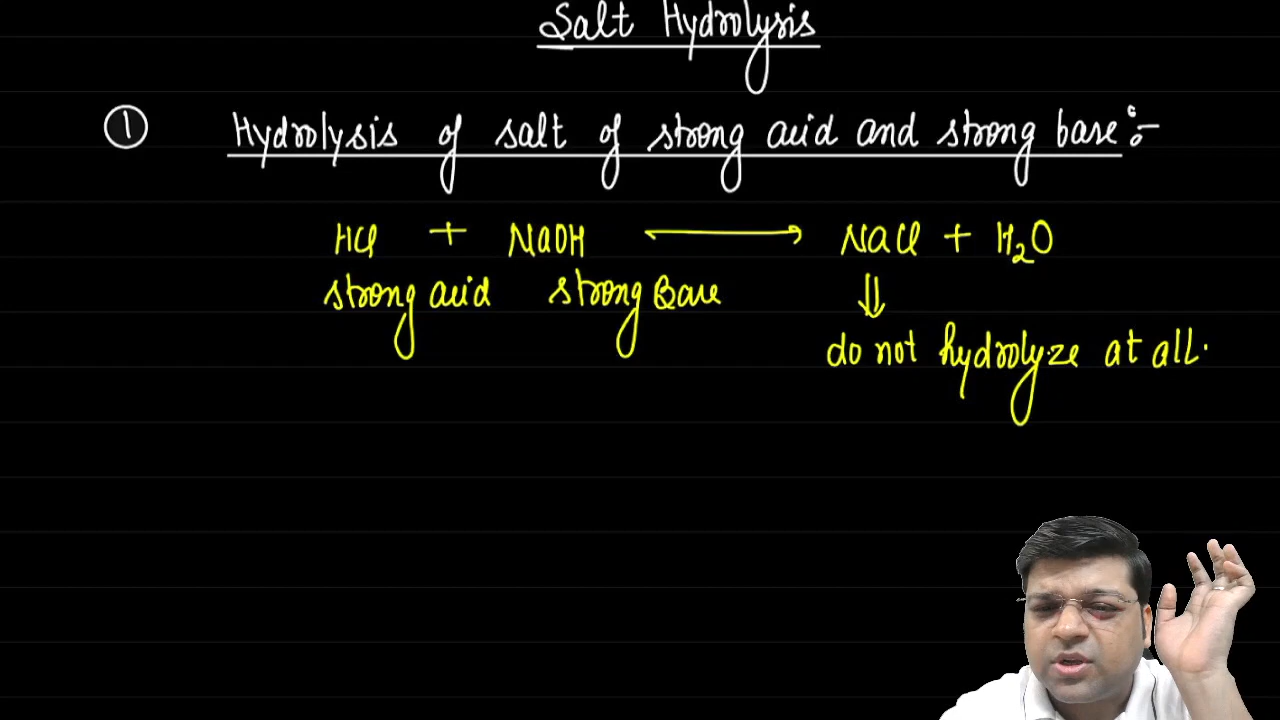 Salt Hydrolysis
① Hydrolysis of salt of strong acid and strong base :-
HCl + NaOH ⟶ NaCl + H₂O
strong acid strong Base ⇓
do not hydrolyze at all.